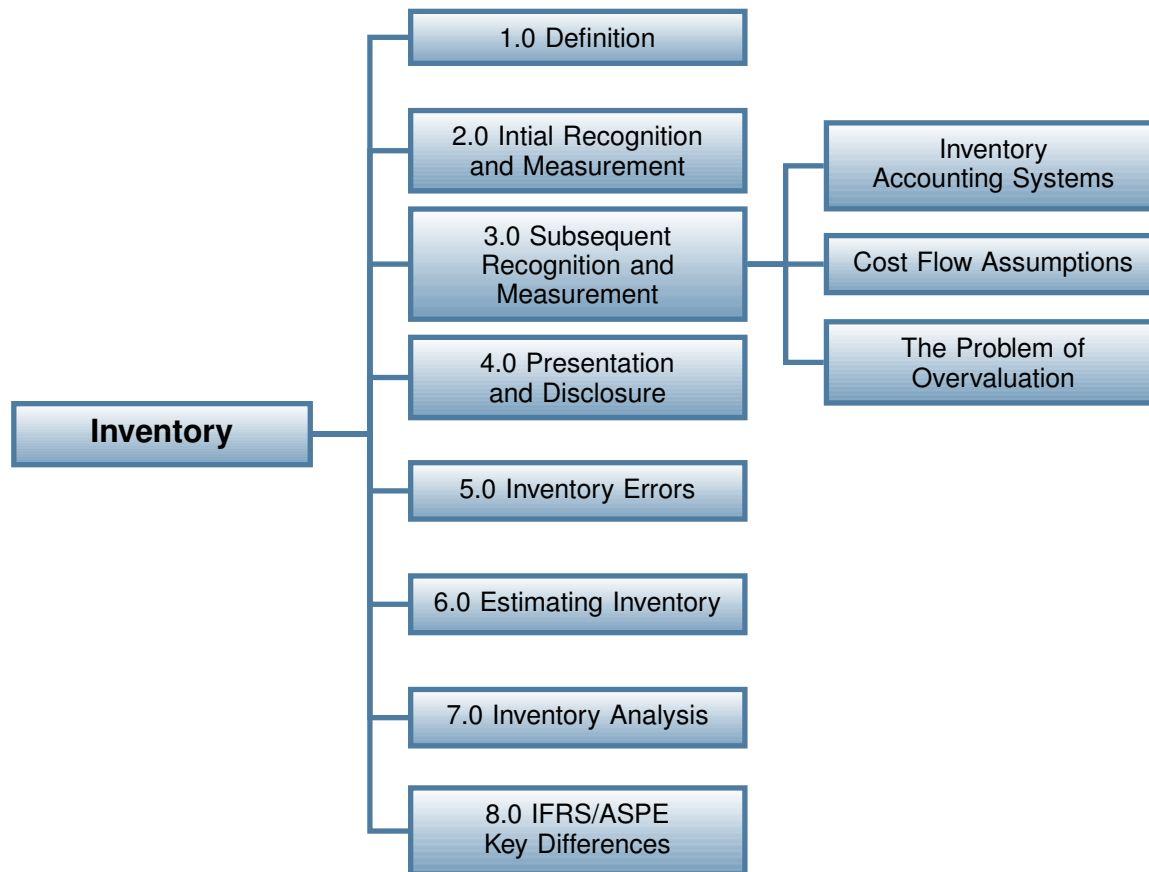 Inventory
1.0 Definition
2.0 Intial Recognition
and Measurement
3.0 Subsequent
Recognition and
Measurement
Inventory
Accounting Systems
Cost Flow Assumptions
The Problem of
Overvaluation
4.0 Presentation
and Disclosure
5.0 Inventory Errors
6.0 Estimating Inventory
7.0 Inventory Analysis
8.0 IFRS/ASPE
Key Differences